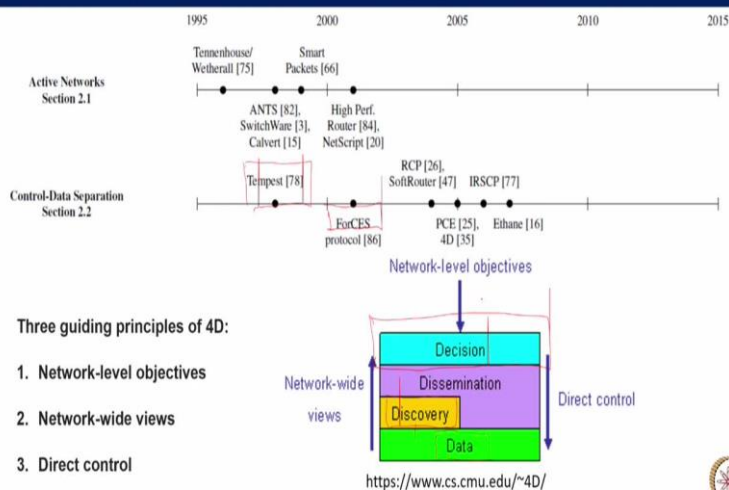 1995 2000 2005 2010 2015
Tennenhouse/
Wetherall [75]
Smart
Packets [66]
Active Networks
Section 2.1
ANTS [82],
SwitchWare [3],
Calvert [15]
High Perf.
Router [84],
NetScript [20]
Tempest [78]
RCP [26],
SoftRouter [47]
IRSCP [77]
Control-Data Separation
Section 2.2
ForCES
protocol [86]
PCE [25],
4D [35]
Ethane [16]
Network-level objectives
Three guiding principles of 4D:
1. Network-level objectives
2. Network-wide views
3. Direct control
Decision
Network-wide
views
Dissemination
Discovery
Data
Direct control
https://www.cs.cmu.edu/~4D/